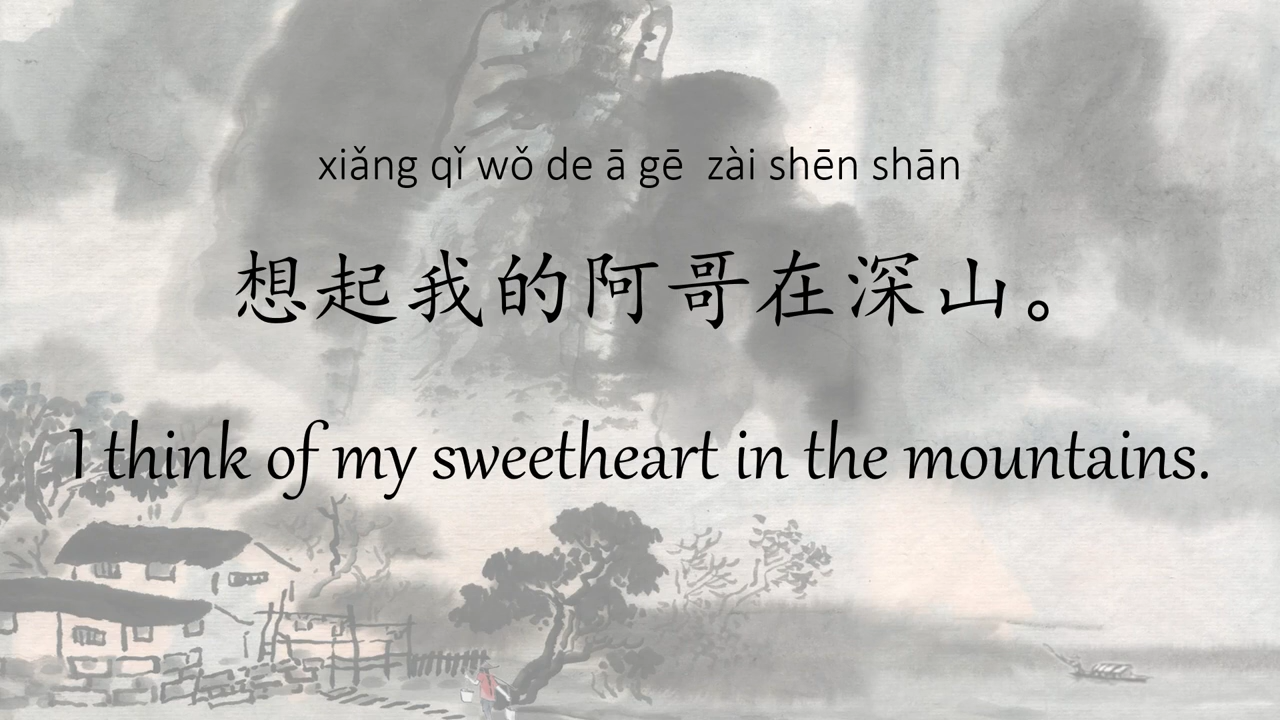 xiǎng qǐ wǒ de ā gē  zài shēn shān
想起我的阿哥在深山。
I think of my sweetheart in the mountains.